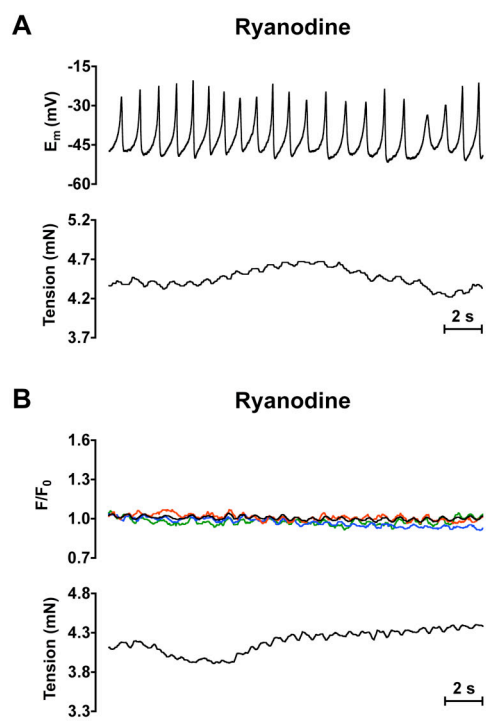 A
Ryanodine
Em (mV)
-15
-30
-45
-60
Tension (mN)
5.2
4.7
4.2
3.7
2 s
B
Ryanodine
F/F0
1.6
1.3
1.0
0.7
Tension (mN)
4.8
4.3
3.8
3.3
2 s